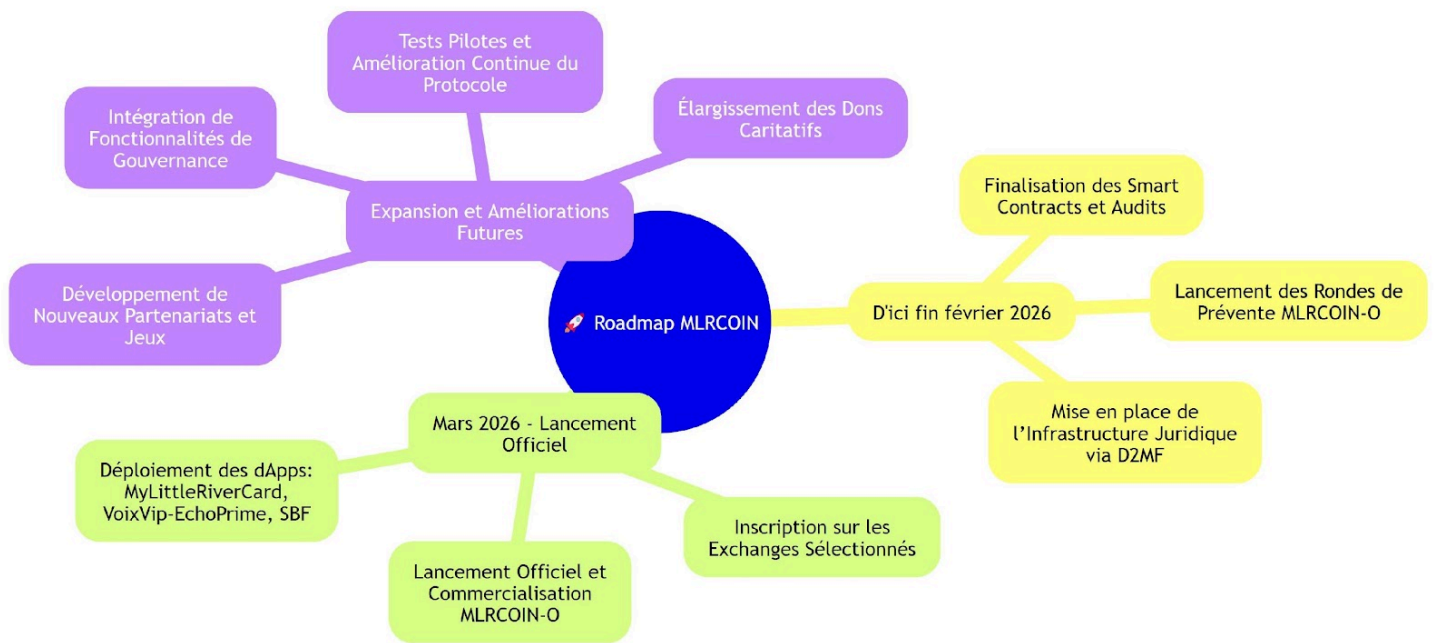 Tests Pilotes et
Amélioration Continue du
Protocole
Intégration de
Fonctionnalités de
Gouvernance
Élargissement des Dons
Caritatifs
Expansion et Améliorations
Futures
Développement de
Nouveaux Partenariats et
Jeux
🚀 Roadmap MLRCOIN
Finalisation des Smart
Contracts et Audits
D'ici fin février 2026
Lancement des Rondes de
Prévente MLRCOIN-O
Mise en place de
l’Infrastructure Juridique
via D2MF
Mars 2026 - Lancement
Officiel
Déploiement des dApps:
MyLittleRiverCard,
VoixVip-EchoPrime, SBF
Lancement Officiel et
Commercialisation
MLRCOIN-O
Inscription sur les
Exchanges Sélectionnés